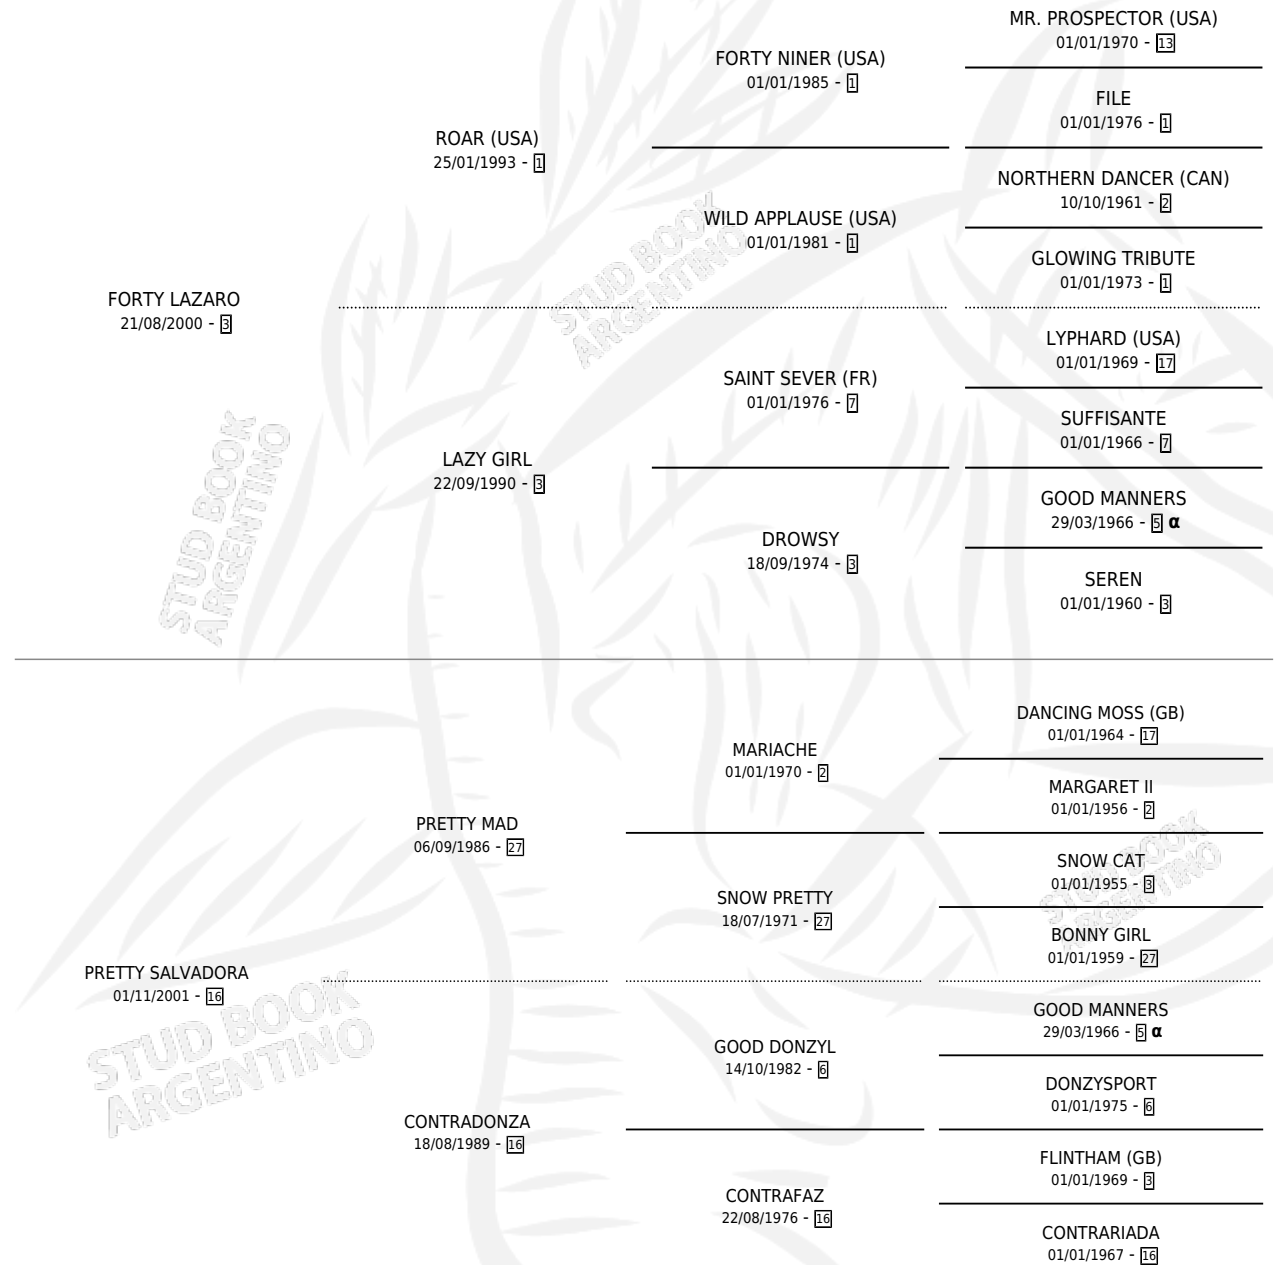 MR. PROSPECTOR (USA)
01/01/1970 - 13
FORTY NINER (USA)
01/01/1985 - 1
FILE
01/01/1976 - 1
ROAR (USA)
25/01/1993 - 1
NORTHERN DANCER (CAN)
10/10/1961 - 2
WILD APPLAUSE (USA)
01/01/1981 - 1
GLOWING TRIBUTE
01/01/1973 - 1
FORTY LAZARO
21/08/2000 - 3
LYPHARD (USA)
01/01/1969 - 17
SAINT SEVER (FR)
01/01/1976 - 7
SUFFISANTE
01/01/1966 - 7
LAZY GIRL
22/09/1990 - 3
GOOD MANNERS
29/03/1966 - 5 α
DROWSY
18/09/1974 - 3
SEREN
01/01/1960 - 3
STUD BOOK
ARGENTINO
STUD BOOK
ARGENTINO
DANCING MOSS (GB)
01/01/1964 - 17
MARIACHE
01/01/1970 - 2
MARGARET II
01/01/1956 - 2
PRETTY MAD
06/09/1986 - 27
SNOW CAT
01/01/1955 - 3
SNOW PRETTY
18/07/1971 - 27
BONNY GIRL
01/01/1959 - 27
PRETTY SALVADORA
01/11/2001 - 16
GOOD MANNERS
29/03/1966 - 5 α
GOOD DONZYL
14/10/1982 - 6
DONZYSPORT
01/01/1975 - 6
CONTRADONZA
18/08/1989 - 16
FLINTHAM (GB)
01/01/1969 - 3
CONTRAFAZ
22/08/1976 - 16
CONTRARIADA
01/01/1967 - 16
STUD BOOK
ARGENTINO
STUD BOOK
ARGENTINO